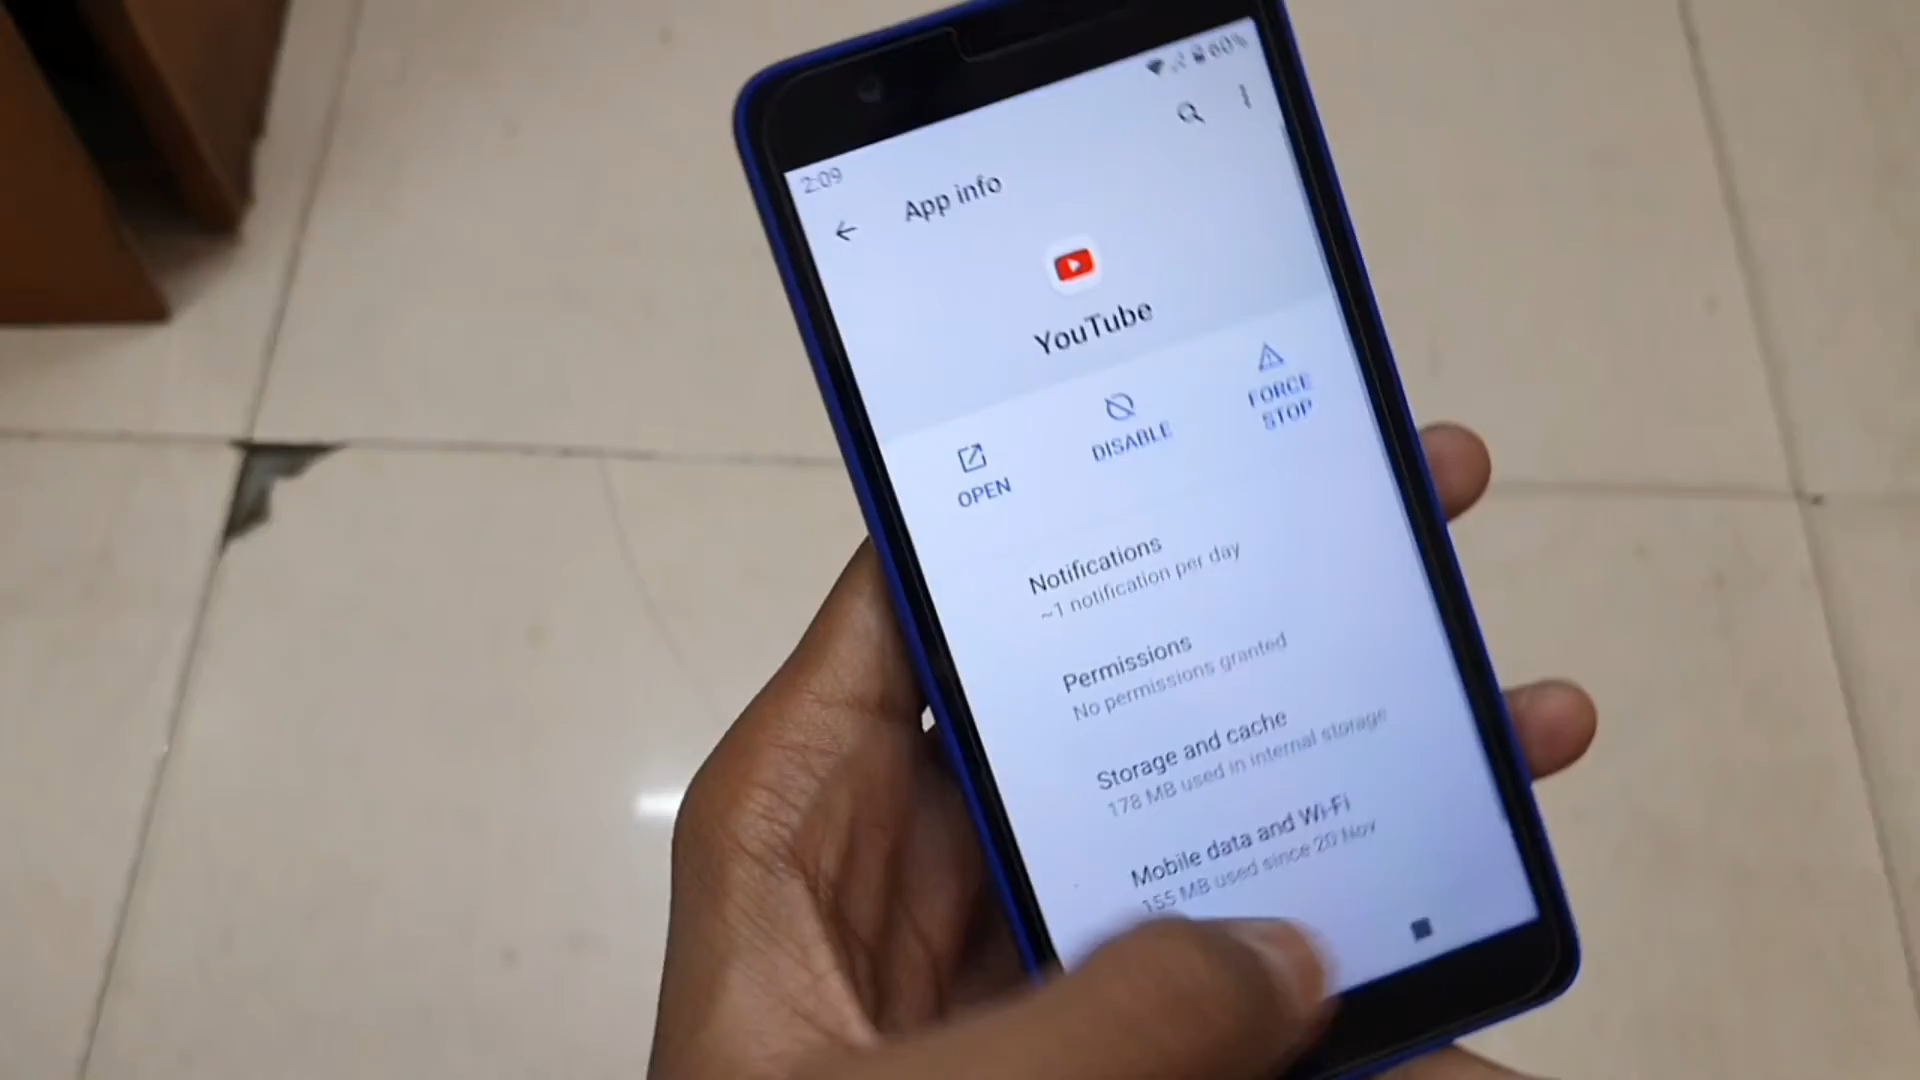 60%
2:09
App info
YouTube
OPEN
DISABLE
FORCE
STOP
Notifications
~1 notification per day
Permissions
No permissions granted
Storage and cache
178 MB used in internal storage
Mobile data and Wi-Fi
155 MB used since 20 Nov